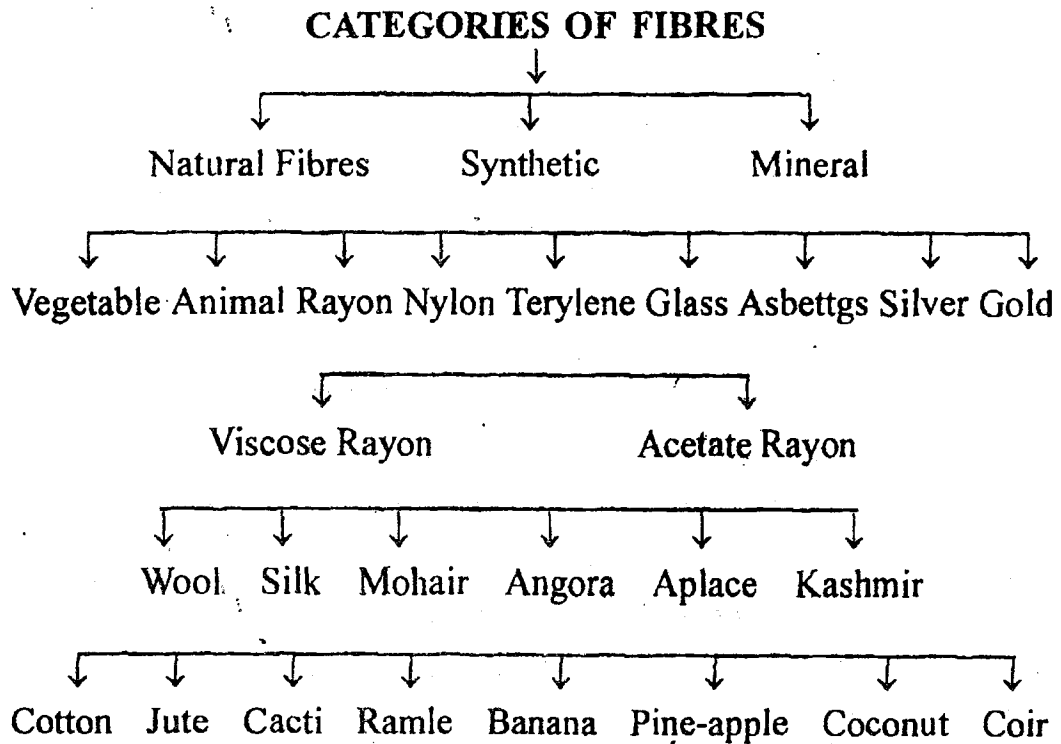 CATEGORIES OF FIBRES
Natural Fibres Synthetic Mineral
Vegetable Animal Rayon Nylon Terylene Glass Asbettgs Silver Gold
Viscose Rayon Acetate Rayon
Wool Silk Mohair Angora Aplace Kashmir
Cotton Jute Cacti Ramle Banana Pine-apple Coconut Coir